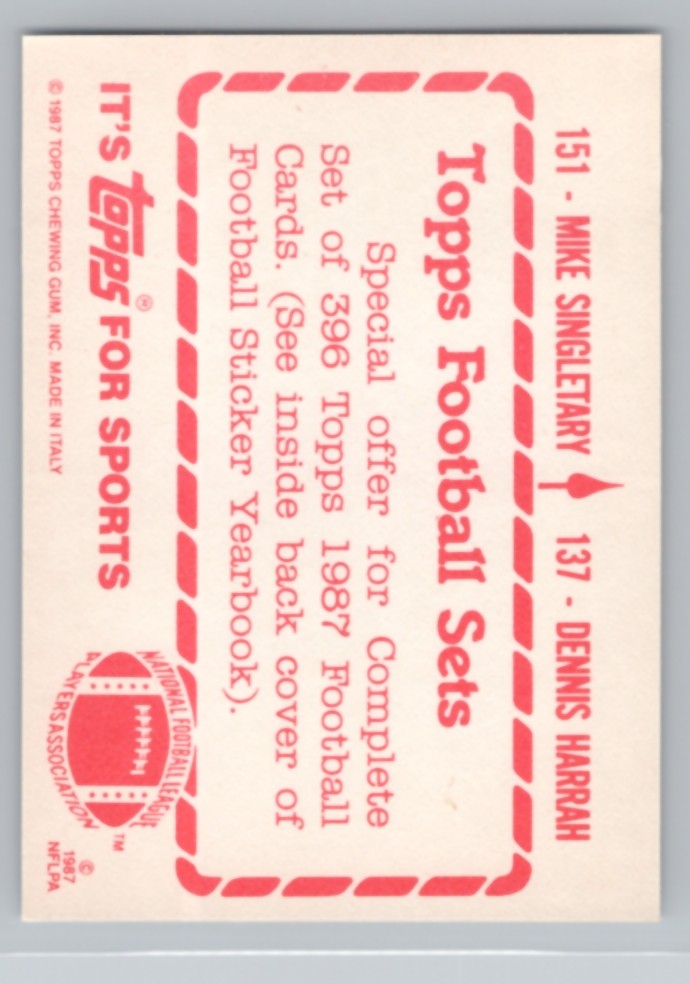 151 - MIKE SINGLETARY 137 - DENNIS HARRAH
Topps Football Sets
Special offer for Complete
Set of 396 Topps 1987 Football
Cards. (See inside back cover of
Football Sticker Yearbook).
IT'S Topps® FOR SPORTS
© 1987 TOPPS CHEWING GUM, INC. MADE IN ITALY
NATIONAL FOOTBALL LEAGUE
PLAYERS ASSOCIATION
™
© 1987
NFLPA